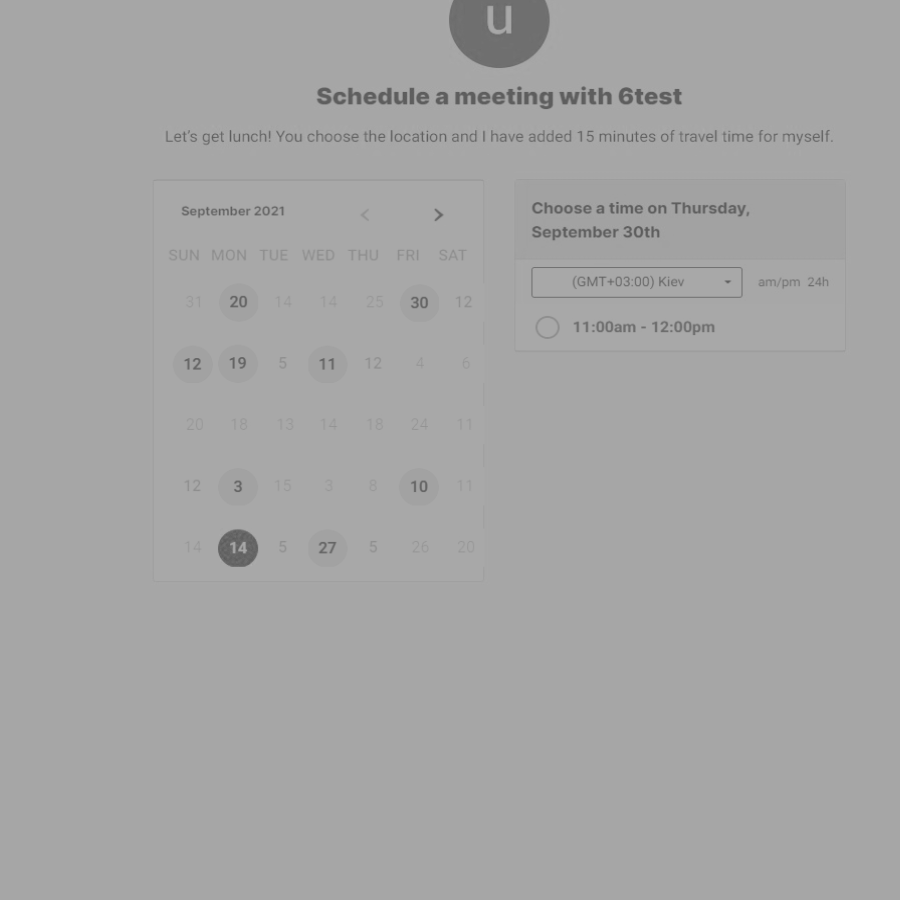 u
Schedule a meeting with 6test
Let's get lunch! You choose the location and I have added 15 minutes of travel time for myself.
September 2021
SUN MON TUE WED THU FRI SAT
31 20 14 14 25 30 12
12 19 5 11 12 4 6
20 18 13 14 18 24 11
12 3 15 3 8 10 11
14 14 5 27 5 26 20
Choose a time on Thursday,
September 30th
(GMT+03:00) Kiev am/pm 24h
11:00am - 12:00pm